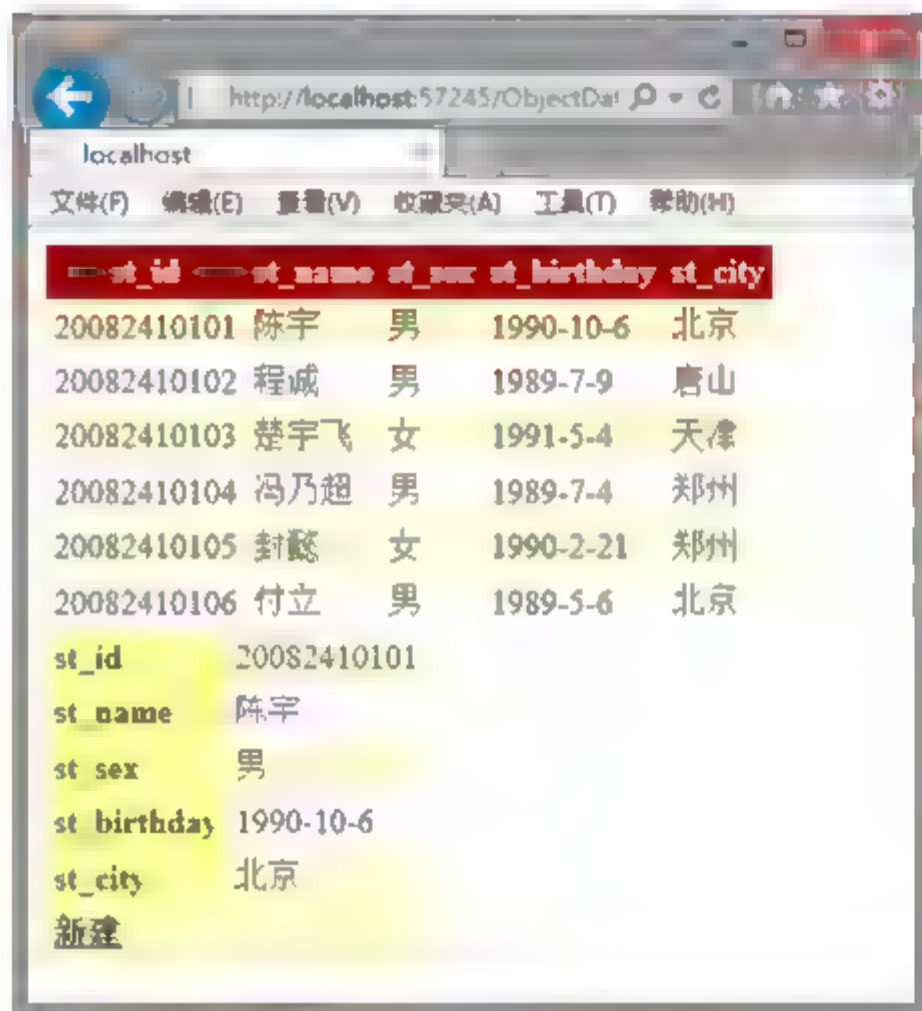 http://localhost:57245/ObjectDat
localhost
文件(F) 编辑(E) 查看(V) 收藏夹(A) 工具(T) 帮助(H)
st_id st_name st_sex st_birthday st_city
20082410101 陈宇 男 1990-10-6 北京
20082410102 程诚 男 1989-7-9 唐山
20082410103 楚宇飞 女 1991-5-4 天津
20082410104 冯乃超 男 1989-7-4 郑州
20082410105 封懿 女 1990-2-21 郑州
20082410106 付立 男 1989-5-6 北京
st_id 20082410101
st_name 陈宇
st_sex 男
st_birthday 1990-10-6
st_city 北京
新建